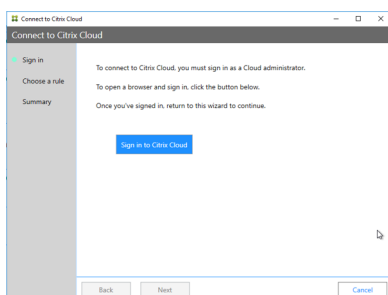 Connect to Citrix Cloud
Connect to Citrix Cloud
Sign in
Choose a rule
Summary
To connect to Citrix Cloud, you must sign in as a Cloud administrator.
To open a browser and sign in, click the button below.
Once you've signed in, return to this wizard to continue.
Sign in to Citrix Cloud
Back
Next
Cancel